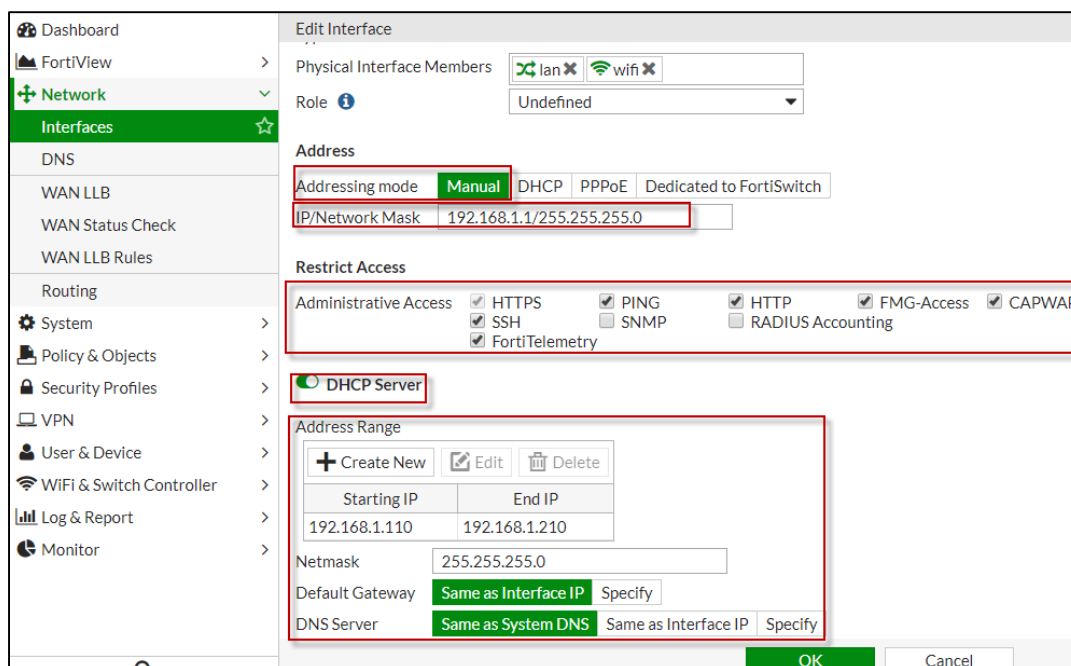 Dashboard
FortiView
Network
Interfaces
DNS
WAN LLB
WAN Status Check
WAN LLB Rules
Routing
System
Policy & Objects
Security Profiles
VPN
User & Device
WiFi & Switch Controller
Log & Report
Monitor
Edit Interface
Physical Interface Members lan wifi
Role Undefined
Address
Addressing mode Manual DHCP PPPoE Dedicated to FortiSwitch
IP/Network Mask 192.168.1.1/255.255.255.0
Restrict Access
Administrative Access HTTPS PING HTTP FMG-Access CAPWAP
SSH SNMP RADIUS Accounting
FortiTelemetry
DHCP Server
Address Range
Create New Edit Delete
Starting IP End IP
192.168.1.110 192.168.1.210
Netmask 255.255.255.0
Default Gateway Same as Interface IP Specify
DNS Server Same as System DNS Same as Interface IP Specify
OK Cancel